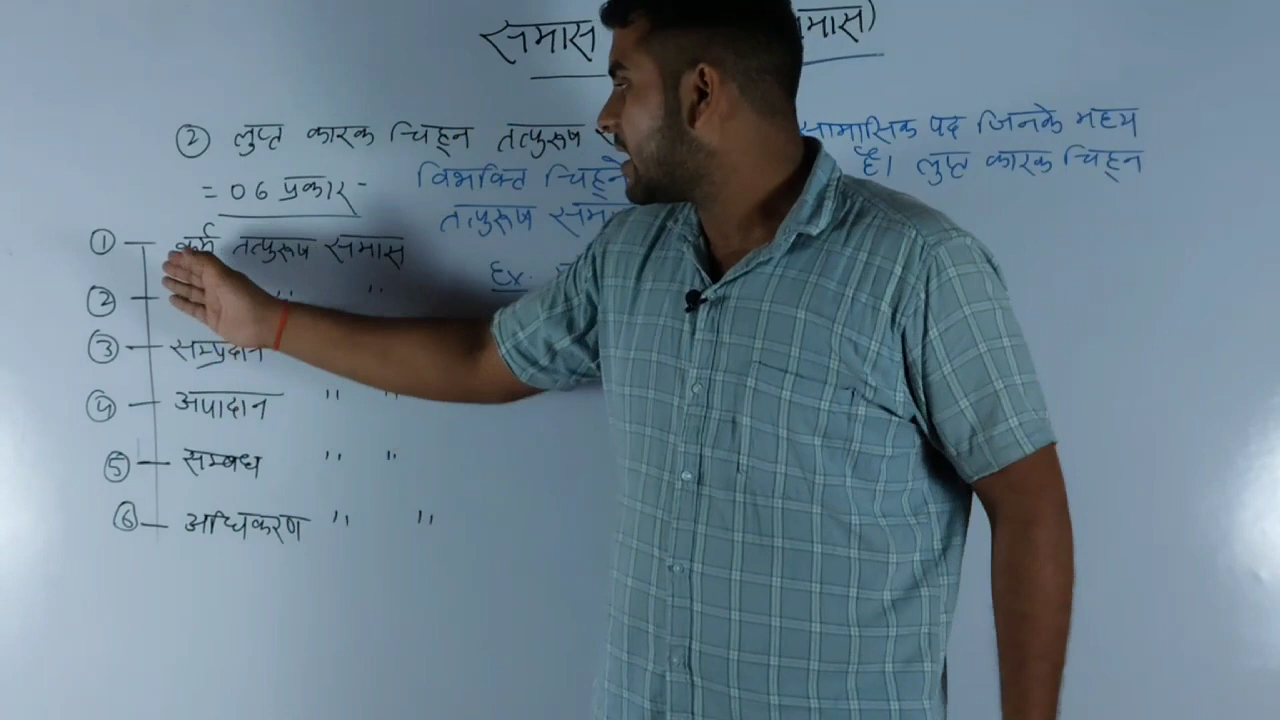 समास मास)
② लुप्त कारक चिह्न तत्पुरूष स
सामासिक पद जिनके मध्य
= 06 प्रकार -
विभक्ति चिह्नो है। लुप्त कारक चिह्न
तत्पुरूष समा
① कर्म तत्पुरूष समास
Ex.
② " "
③ सम्प्रदान
④ अपादान " "
⑤ सम्बध " "
⑥ अधिकरण " "